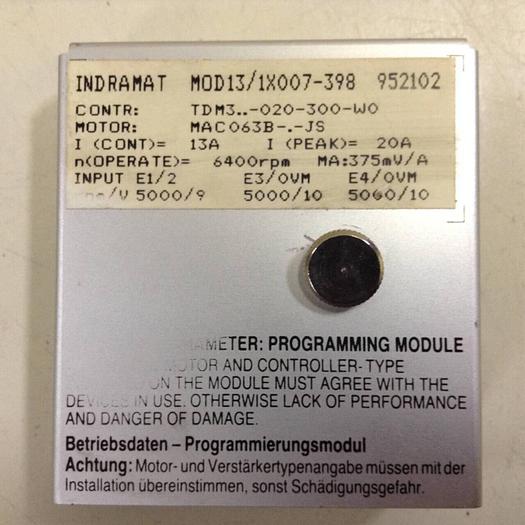 INDRAMAT MOD13/1X007-398 952102
CONTR: TDM3..-020-300-W0
MOTOR: MAC063B-.-JS
I (CONT)= 13A I (PEAK)= 20A
n(OPERATE)= 6400rpm MA:375mV/A
INPUT E1/2 E3/0VM E4/0VM
5000/9 5000/10 5060/10
PROGRAMMING MODULE
AND CONTROLLER-TYPE
ON THE MODULE MUST AGREE WITH THE
IN USE. OTHERWISE LACK OF PERFORMANCE
AND DANGER OF DAMAGE.
Betriebsdaten – Programmierungsmodul
Achtung: Motor- und Verstärkertypenangabe müssen mit der
Installation übereinstimmen, sonst Schädigungsgefahr.